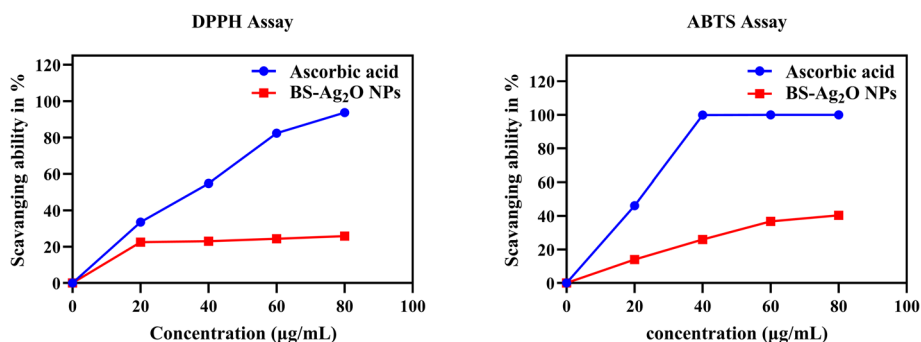 DPPH Assay
Scavanging ability in %
120
100
80
60
40
20
0
Ascorbic acid
BS-Ag₂O NPs
0 20 40 60 80 100
Concentration (μg/mL)
ABTS Assay
Scavanging ability in %
120
100
80
60
40
20
0
Ascorbic acid
BS-Ag₂O NPs
0 20 40 60 80 100
concentration (μg/mL)